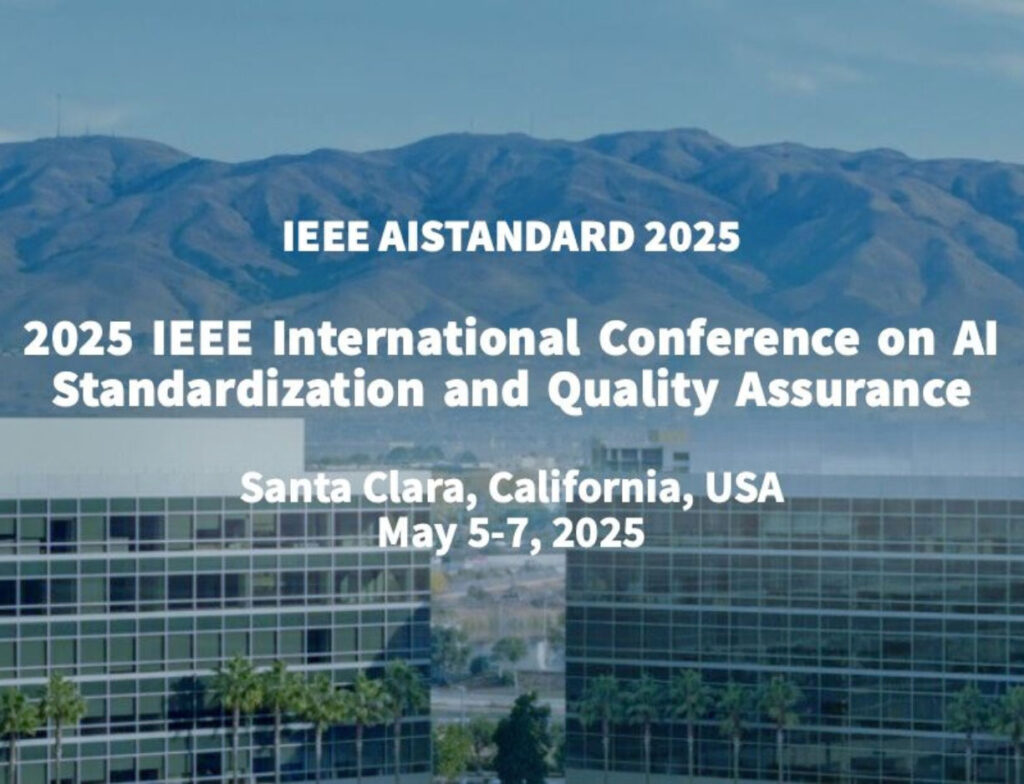 IEEE AISTANDARD 2025
2025 IEEE International Conference on AI
Standardization and Quality Assurance
Santa Clara, California, USA
May 5-7, 2025